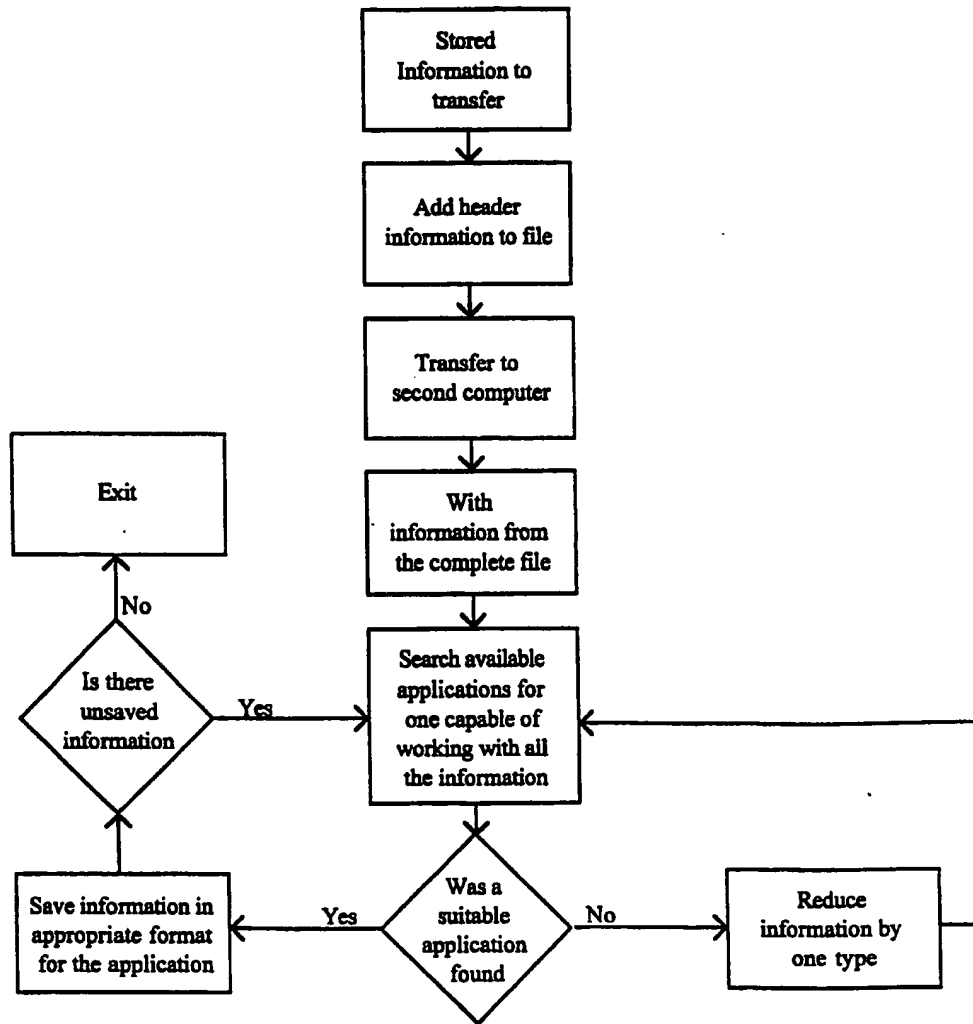 Stored
Information to
transfer
Add header
information to file
Transfer to
second computer
With
information from
the complete file
Exit
No
Is there
unsaved
information
Yes
Search available
applications for
one capable of
working with all
the information
Save information in
appropriate format
for the application
Yes
Was a
suitable
application
found
No
Reduce
information by
one type